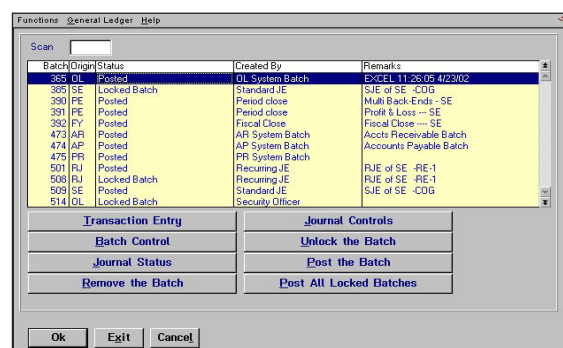 Functions General Ledger Help
Scan
Batch Origin Status Created By Remarks
365 OL Posted OL System Batch EXCEL 11:26:05 4/23/02
385 SE Locked Batch Standard JE SJE of SE -COG
390 PE Posted Period close Multi Back-Ends - SE
391 PE Posted Period close Profit & Loss --- SE
392 FY Posted Fiscal Close Fiscal Close ---- SE
473 AR Posted AR System Batch Accts Receivable Batch
474 AP Posted AP System Batch Accounts Payable Batch
475 PR Posted PR System Batch
501 RJ Posted Recurring JE RJE of SE -RE-1
508 RJ Locked Batch Recurring JE RJE of SE -RE-1
509 SE Posted Standard JE SJE of SE -COG
514 OL Locked Batch Security Officer
Transaction Entry Journal Controls
Batch Control Unlock the Batch
Journal Status Post the Batch
Remove the Batch Post All Locked Batches
Ok Exit Cancel